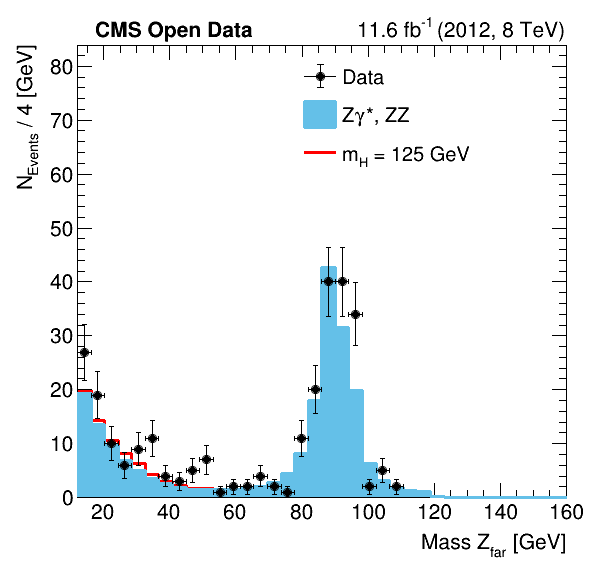 CMS Open Data 11.6 fb⁻¹ (2012, 8 TeV)
N_Events / 4 [GeV]
80
70
60
50
40
30
20
10
0
Data
Zγ*, ZZ
m_H = 125 GeV
20 40 60 80 100 120 140 160
Mass Z_far [GeV]